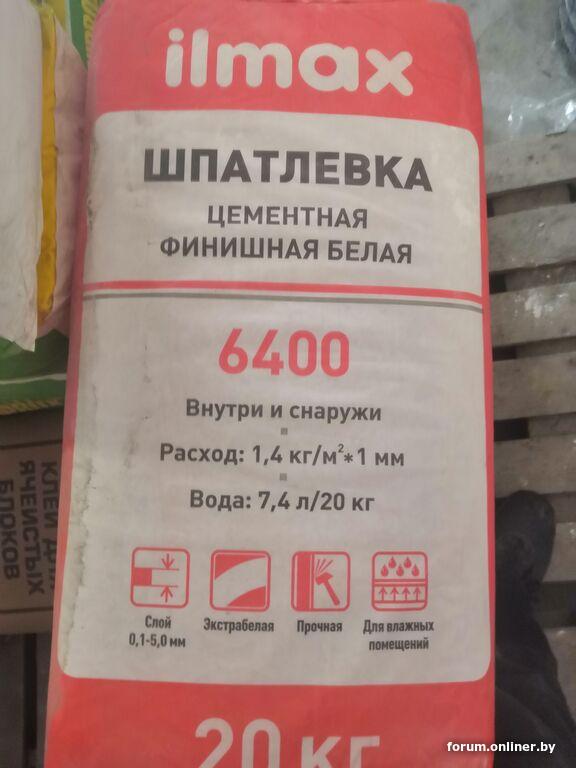 ilmax
ШПАТЛЕВКА
ЦЕМЕНТНАЯ
ФИНИШНАЯ БЕЛАЯ
6400
Внутри и снаружи
Расход: 1,4 кг/м²*1 мм
Вода: 7,4 л/20 кг
Слой
0,1-5,0 мм
Экстрабелая
Прочная
Для влажных
помещений
20 кг
КЛЕЙ
ЯЧЕИСТЫХ
БЛОКОВ
forum.onliner.by